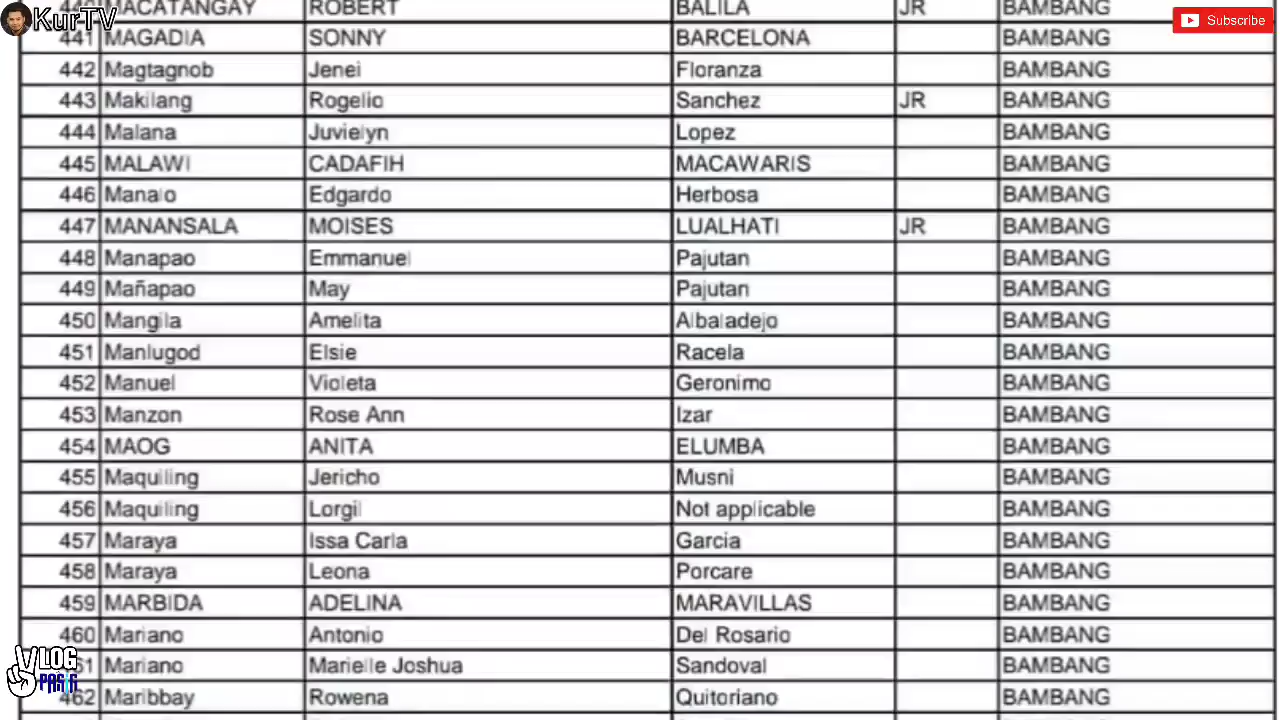 KurTV
Subscribe
MACATANGAY ROBERT BALILA JR BAMBANG
441 MAGADIA SONNY BARCELONA BAMBANG
442 Magtagnob Jenei Floranza BAMBANG
443 Makilang Rogelio Sanchez JR BAMBANG
444 Malana Juvielyn Lopez BAMBANG
445 MALAWI CADAFIH MACAWARIS BAMBANG
446 Manalo Edgardo Herbosa BAMBANG
447 MANANSALA MOISES LUALHATI JR BAMBANG
448 Manapao Emmanuel Pajutan BAMBANG
449 Mañapao May Pajutan BAMBANG
450 Mangila Amelita Albaladejo BAMBANG
451 Manlugod Elsie Racela BAMBANG
452 Manuel Violeta Geronimo BAMBANG
453 Manzon Rose Ann Izar BAMBANG
454 MAOG ANITA ELUMBA BAMBANG
455 Maquiling Jericho Musni BAMBANG
456 Maquiling Lorgil Not applicable BAMBANG
457 Maraya Issa Carla Garcia BAMBANG
458 Maraya Leona Porcare BAMBANG
459 MARBIDA ADELINA MARAVILLAS BAMBANG
460 Mariano Antonio Del Rosario BAMBANG
Mariano Marielle Joshua Sandoval BAMBANG
462 Maribbay Rowena Quitoriano BAMBANG
VLOG
PASIFI